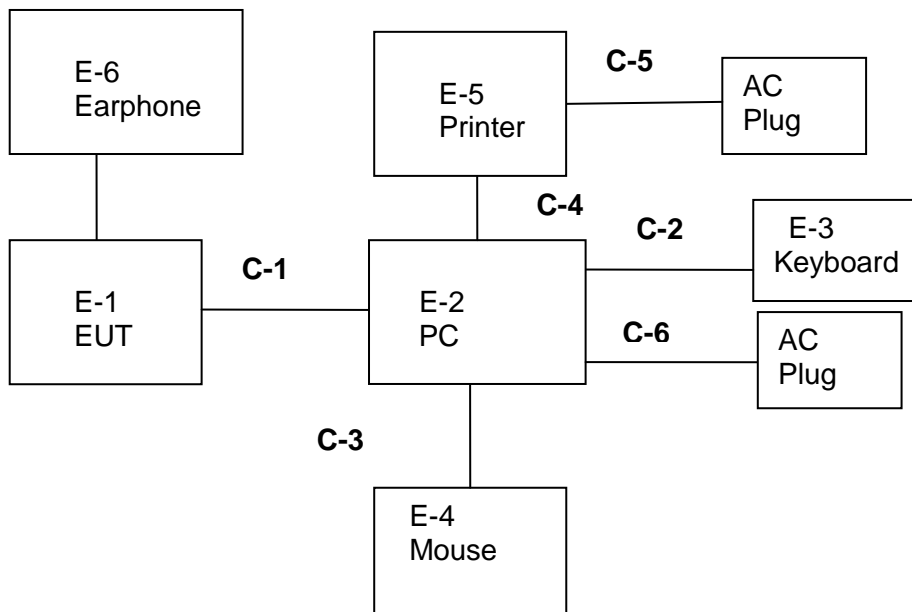 E-6
Earphone
E-5
Printer
C-5
AC
Plug
C-4
C-2
E-3
Keyboard
C-1
E-1
EUT
E-2
PC
C-6
AC
Plug
C-3
E-4
Mouse